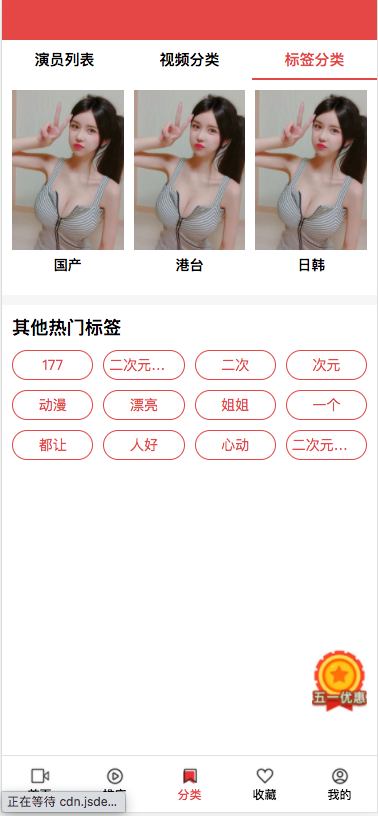 演员列表 视频分类 标签分类
国产 港台 日韩
其他热门标签
177 二次元... 二次 次元
动漫 漂亮 姐姐 一个
都让 人好 心动 二次元...
五一优惠
分类 收藏 我的
正在等待 cdn.jsde...